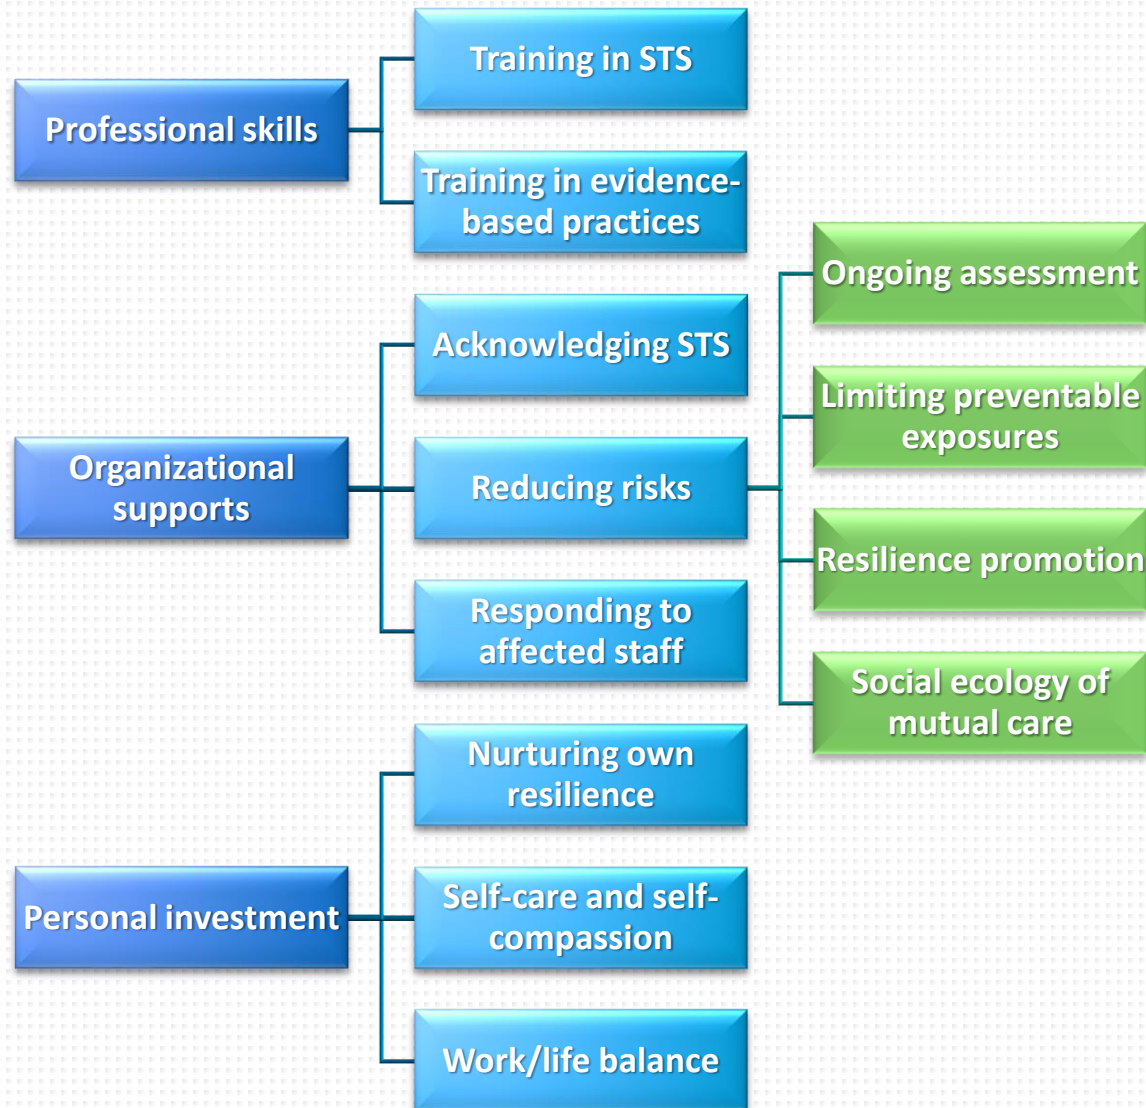 Professional skills
Training in STS
Training in evidence-
based practices
Organizational
supports
Acknowledging STS
Reducing risks
Ongoing assessment
Limiting preventable
exposures
Resilience promotion
Social ecology of
mutual care
Responding to
affected staff
Personal investment
Nurturing own
resilience
Self-care and self-
compassion
Work/life balance